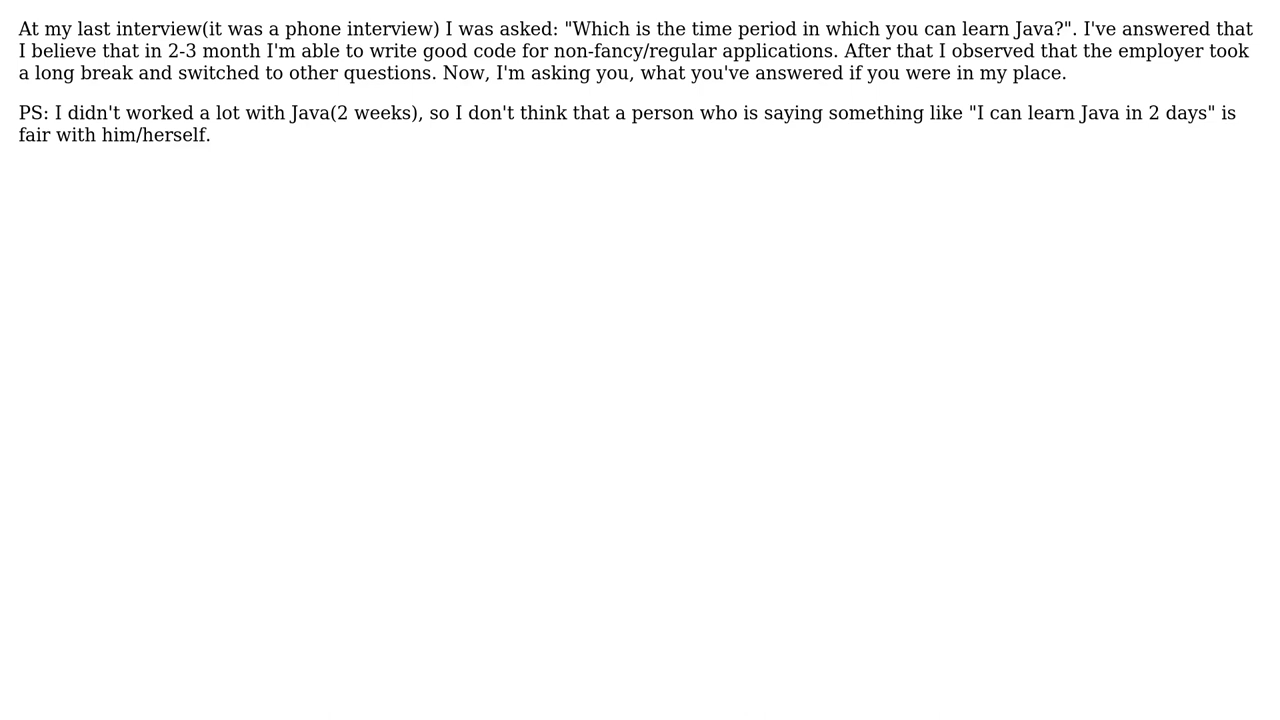 At my last interview(it was a phone interview) I was asked: "Which is the time period in which you can learn Java?". I've answered that
I believe that in 2-3 month I'm able to write good code for non-fancy/regular applications. After that I observed that the employer took
a long break and switched to other questions. Now, I'm asking you, what you've answered if you were in my place.
PS: I didn't worked a lot with Java(2 weeks), so I don't think that a person who is saying something like "I can learn Java in 2 days" is
fair with him/herself.